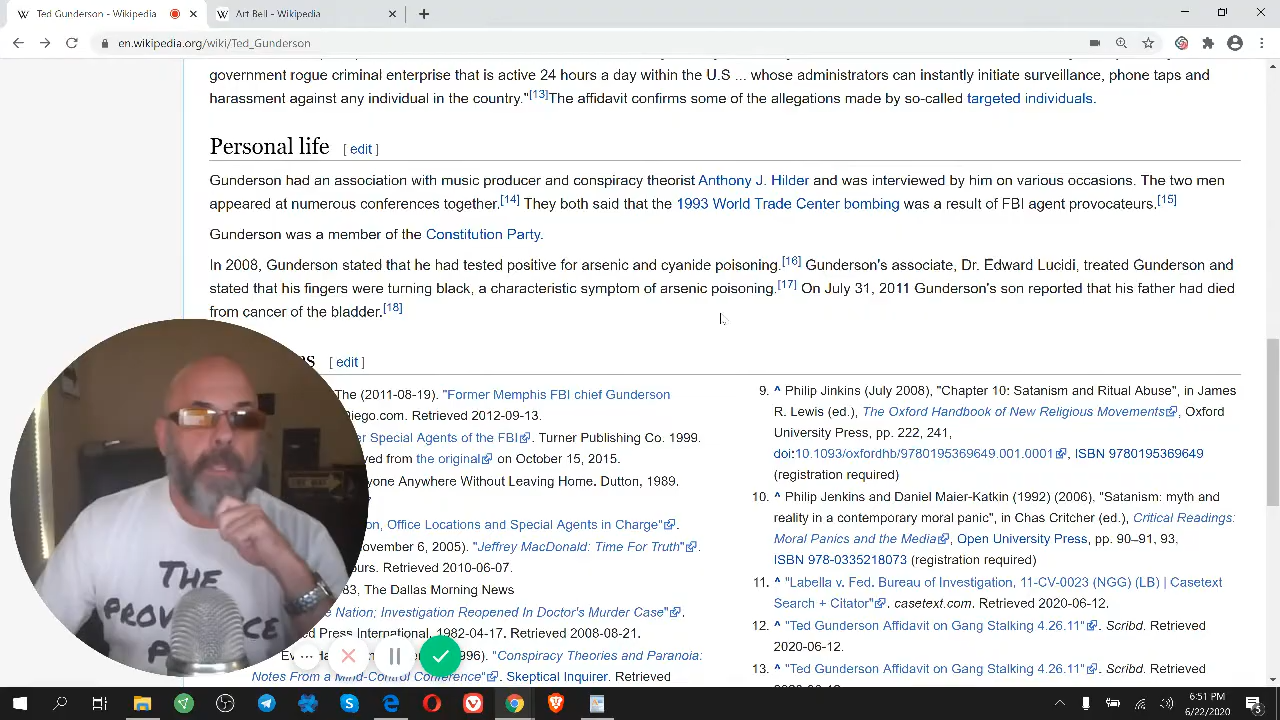 Ted Gunderson - Wikipedia
Art Bell - Wikipedia
en.wikipedia.org/wiki/Ted_Gunderson
government rogue criminal enterprise that is active 24 hours a day within the U.S ... whose administrators can instantly initiate surveillance, phone taps and
harassment against any individual in the country."[13]The affidavit confirms some of the allegations made by so-called targeted individuals.
Personal life [ edit ]
Gunderson had an association with music producer and conspiracy theorist Anthony J. Hilder and was interviewed by him on various occasions. The two men
appeared at numerous conferences together.[14] They both said that the 1993 World Trade Center bombing was a result of FBI agent provocateurs.[15]
Gunderson was a member of the Constitution Party.
In 2008, Gunderson stated that he had tested positive for arsenic and cyanide poisoning.[16] Gunderson's associate, Dr. Edward Lucidi, treated Gunderson and
stated that his fingers were turning black, a characteristic symptom of arsenic poisoning.[17] On July 31, 2011 Gunderson's son reported that his father had died
from cancer of the bladder.[18]
[ edit ]
The (2011-08-19). "Former Memphis FBI chief Gunderson
Diego.com. Retrieved 2012-09-13.
Special Agents of the FBI". Turner Publishing Co. 1999.
from the original on October 15, 2015.
Anywhere Without Leaving Home. Dutton, 1989.
Office Locations and Special Agents in Charge".
November 6, 2005). "Jeffrey MacDonald: Time For Truth".
Retrieved 2010-06-07.
The Dallas Morning News
Nation; Investigation Reopened In Doctor's Murder Case".
Press International, 1982-04-17. Retrieved 2008-08-21.
"Conspiracy Theories and Paranoia:
Notes From a Mind-Control Conference". Skeptical Inquirer. Retrieved
9. ^ Philip Jinkins (July 2008), "Chapter 10: Satanism and Ritual Abuse", in James
R. Lewis (ed.), The Oxford Handbook of New Religious Movements, Oxford
University Press, pp. 222, 241,
doi:10.1093/oxfordhb/9780195369649.001.0001, ISBN 9780195369649
(registration required)
10. ^ Philip Jenkins and Daniel Maier-Katkin (1992) (2006), "Satanism: myth and
reality in a contemporary moral panic", in Chas Critcher (ed.), Critical Readings:
Moral Panics and the Media, Open University Press, pp. 90–91, 93.
ISBN 978-0335218073 (registration required)
11. ^ "Labella v. Fed. Bureau of Investigation, 11-CV-0023 (NGG) (LB) | Casetext
Search + Citator". casetext.com. Retrieved 2020-06-12.
12. ^ "Ted Gunderson Affidavit on Gang Stalking 4.26.11". Scribd. Retrieved
2020-06-12.
13. ^ "Ted Gunderson Affidavit on Gang Stalking 4.26.11". Scribd. Retrieved
THE
6:51 PM
6/22/2020